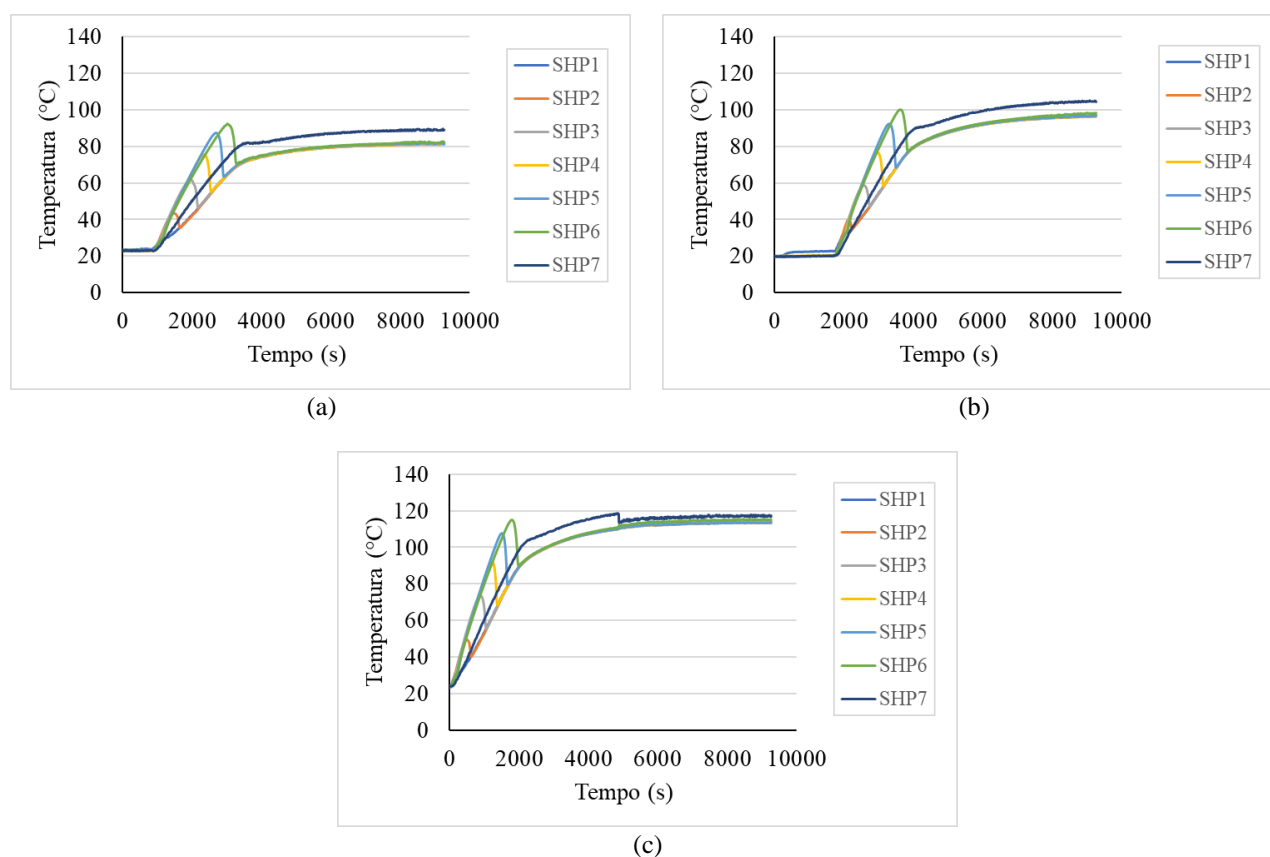 140
120
100
80
60
40
20
0
Temperatura (°C)
0 2000 4000 6000 8000 10000
Tempo (s)
SHP1
SHP2
SHP3
SHP4
SHP5
SHP6
SHP7
(a)
140
120
100
80
60
40
20
0
Temperatura (°C)
0 2000 4000 6000 8000 10000
Tempo (s)
SHP1
SHP2
SHP3
SHP4
SHP5
SHP6
SHP7
(b)
140
120
100
80
60
40
20
0
Temperatura (°C)
0 2000 4000 6000 8000 10000
Tempo (s)
SHP1
SHP2
SHP3
SHP4
SHP5
SHP6
SHP7
(c)